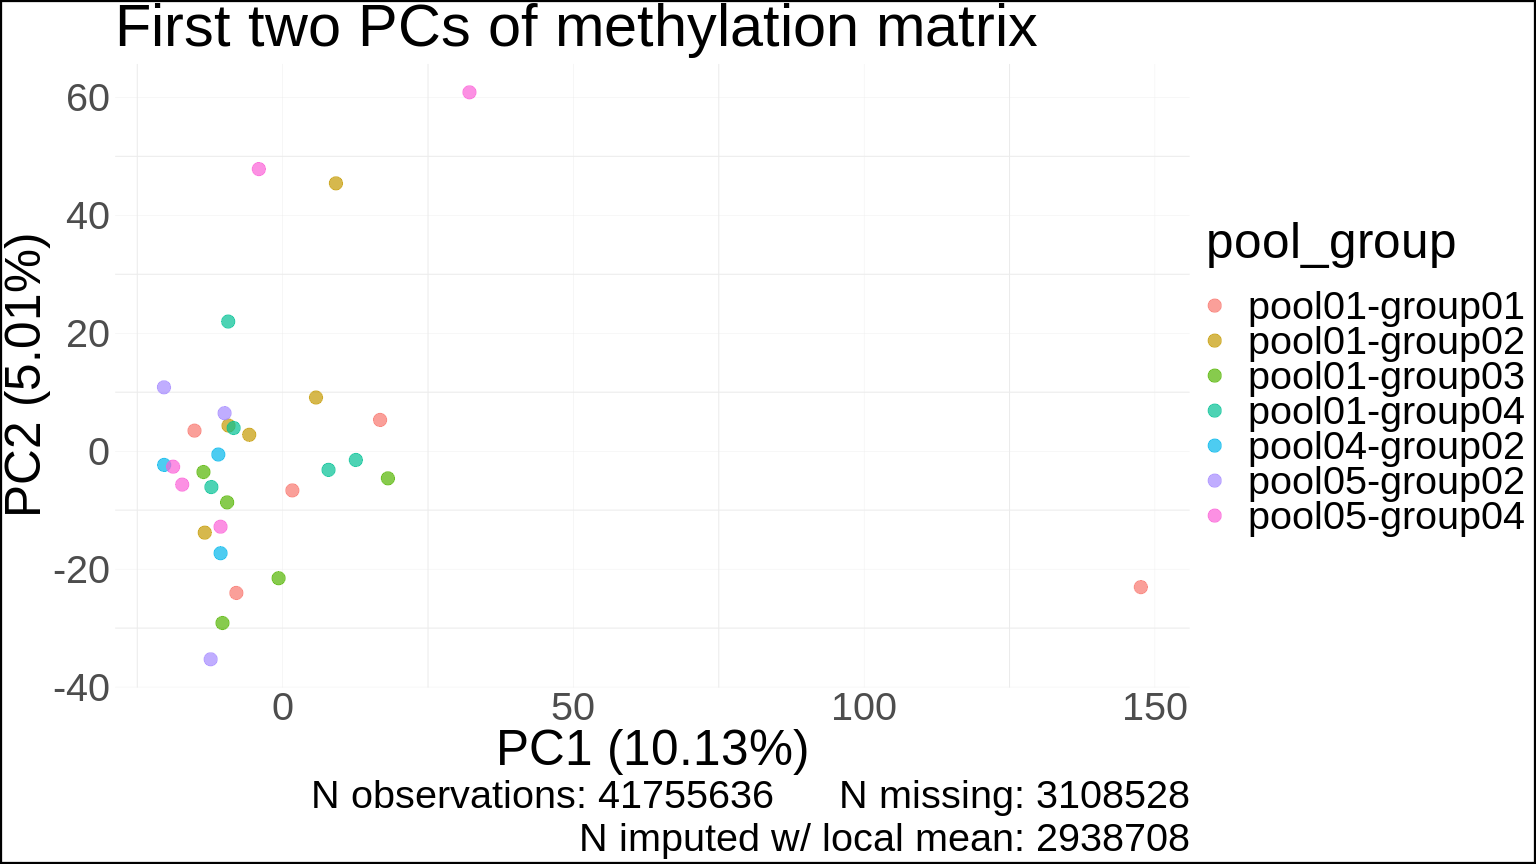 First two PCs of methylation matrix
60
40
20
0
-20
-40
PC2 (5.01%)
0 50 100 150
PC1 (10.13%)
pool_group
pool01-group01
pool01-group02
pool01-group03
pool01-group04
pool04-group02
pool05-group02
pool05-group04
N observations: 41755636 N missing: 3108528
N imputed w/ local mean: 2938708